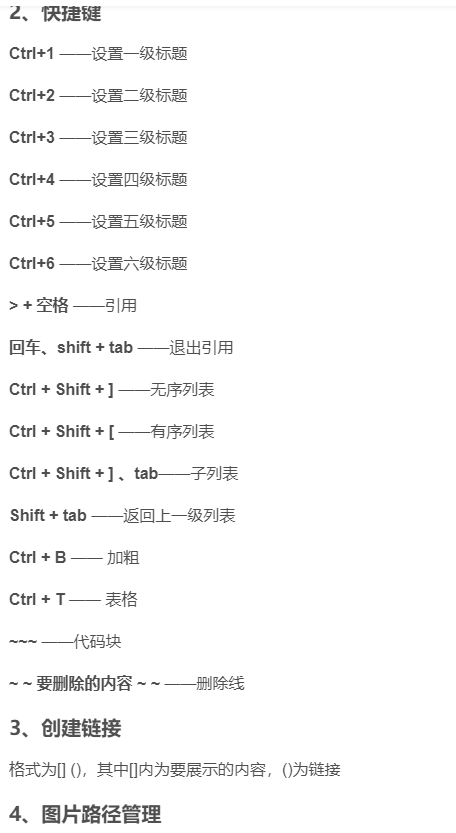 2、快捷键
Ctrl+1 ——设置一级标题
Ctrl+2 ——设置二级标题
Ctrl+3 ——设置三级标题
Ctrl+4 ——设置四级标题
Ctrl+5 ——设置五级标题
Ctrl+6 ——设置六级标题
> + 空格 ——引用
回车、shift + tab ——退出引用
Ctrl + Shift + ] ——无序列表
Ctrl + Shift + [ ——有序列表
Ctrl + Shift + ] 、tab——子列表
Shift + tab ——返回上一级列表
Ctrl + B —— 加粗
Ctrl + T —— 表格
~~~ ——代码块
~ ~ 要删除的内容 ~ ~ ——删除线
3、创建链接
格式为[] ()，其中[]内为要展示的内容，()为链接
4、图片路径管理